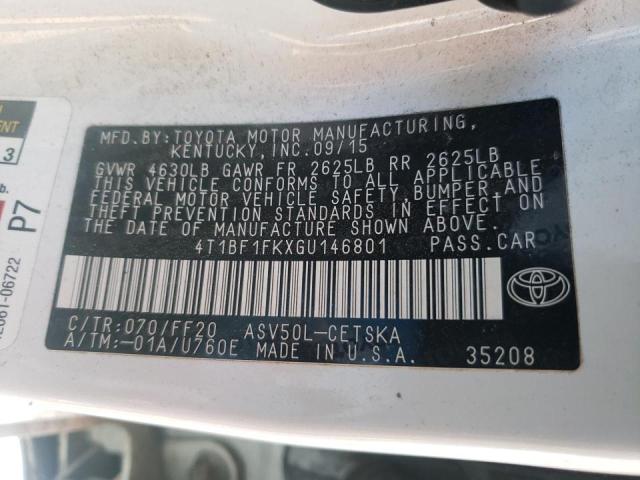 MFD.BY:TOYOTA MOTOR MANUFACTURING,
KENTUCKY,INC.09/15
GVWR 4630LB GAWR FR 2625LB RR 2625LB
THIS VEHICLE CONFORMS TO ALL APPLICABLE
FEDERAL MOTOR VEHICLE SAFETY,BUMPER AND
THEFT PREVENTION STANDARDS IN EFFECT ON
THE DATE OF MANUFACTURE SHOWN ABOVE.
4T1BF1FKXGU146801 PASS.CAR
C/TR:070/FF20 ASV50L-CETSKA
A/TM:-01A/U760E MADE IN U.S.A. 35208
3
P7
06722